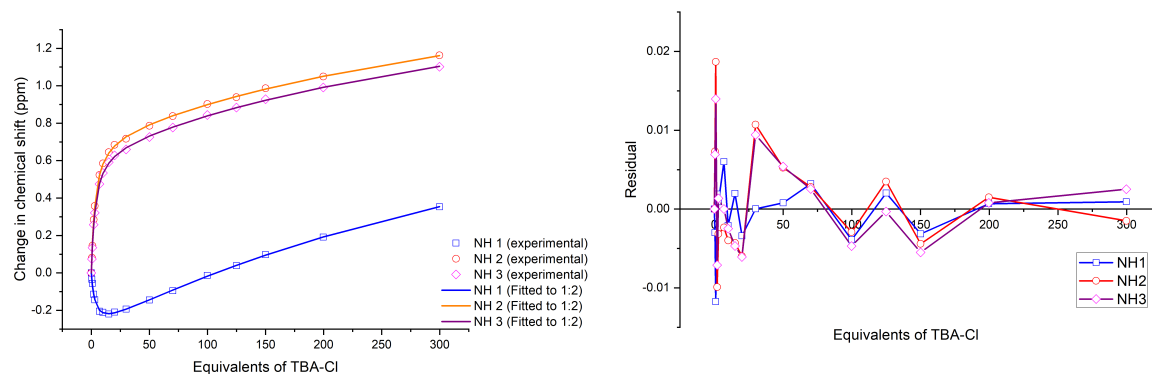 1.2
1.0
0.8
0.6
0.4
0.2
0.0
-0.2
Change in chemical shift (ppm)
NH 1 (experimental)
NH 2 (experimental)
NH 3 (experimental)
NH 1 (Fitted to 1:2)
NH 2 (Fitted to 1:2)
NH 3 (Fitted to 1:2)
0 50 100 150 200 250 300
Equivalents of TBA-Cl
0.02
0.01
0.00
-0.01
Residual
0 50 100 150 200 250 300
NH1
NH2
NH3
Equivalents of TBA-Cl